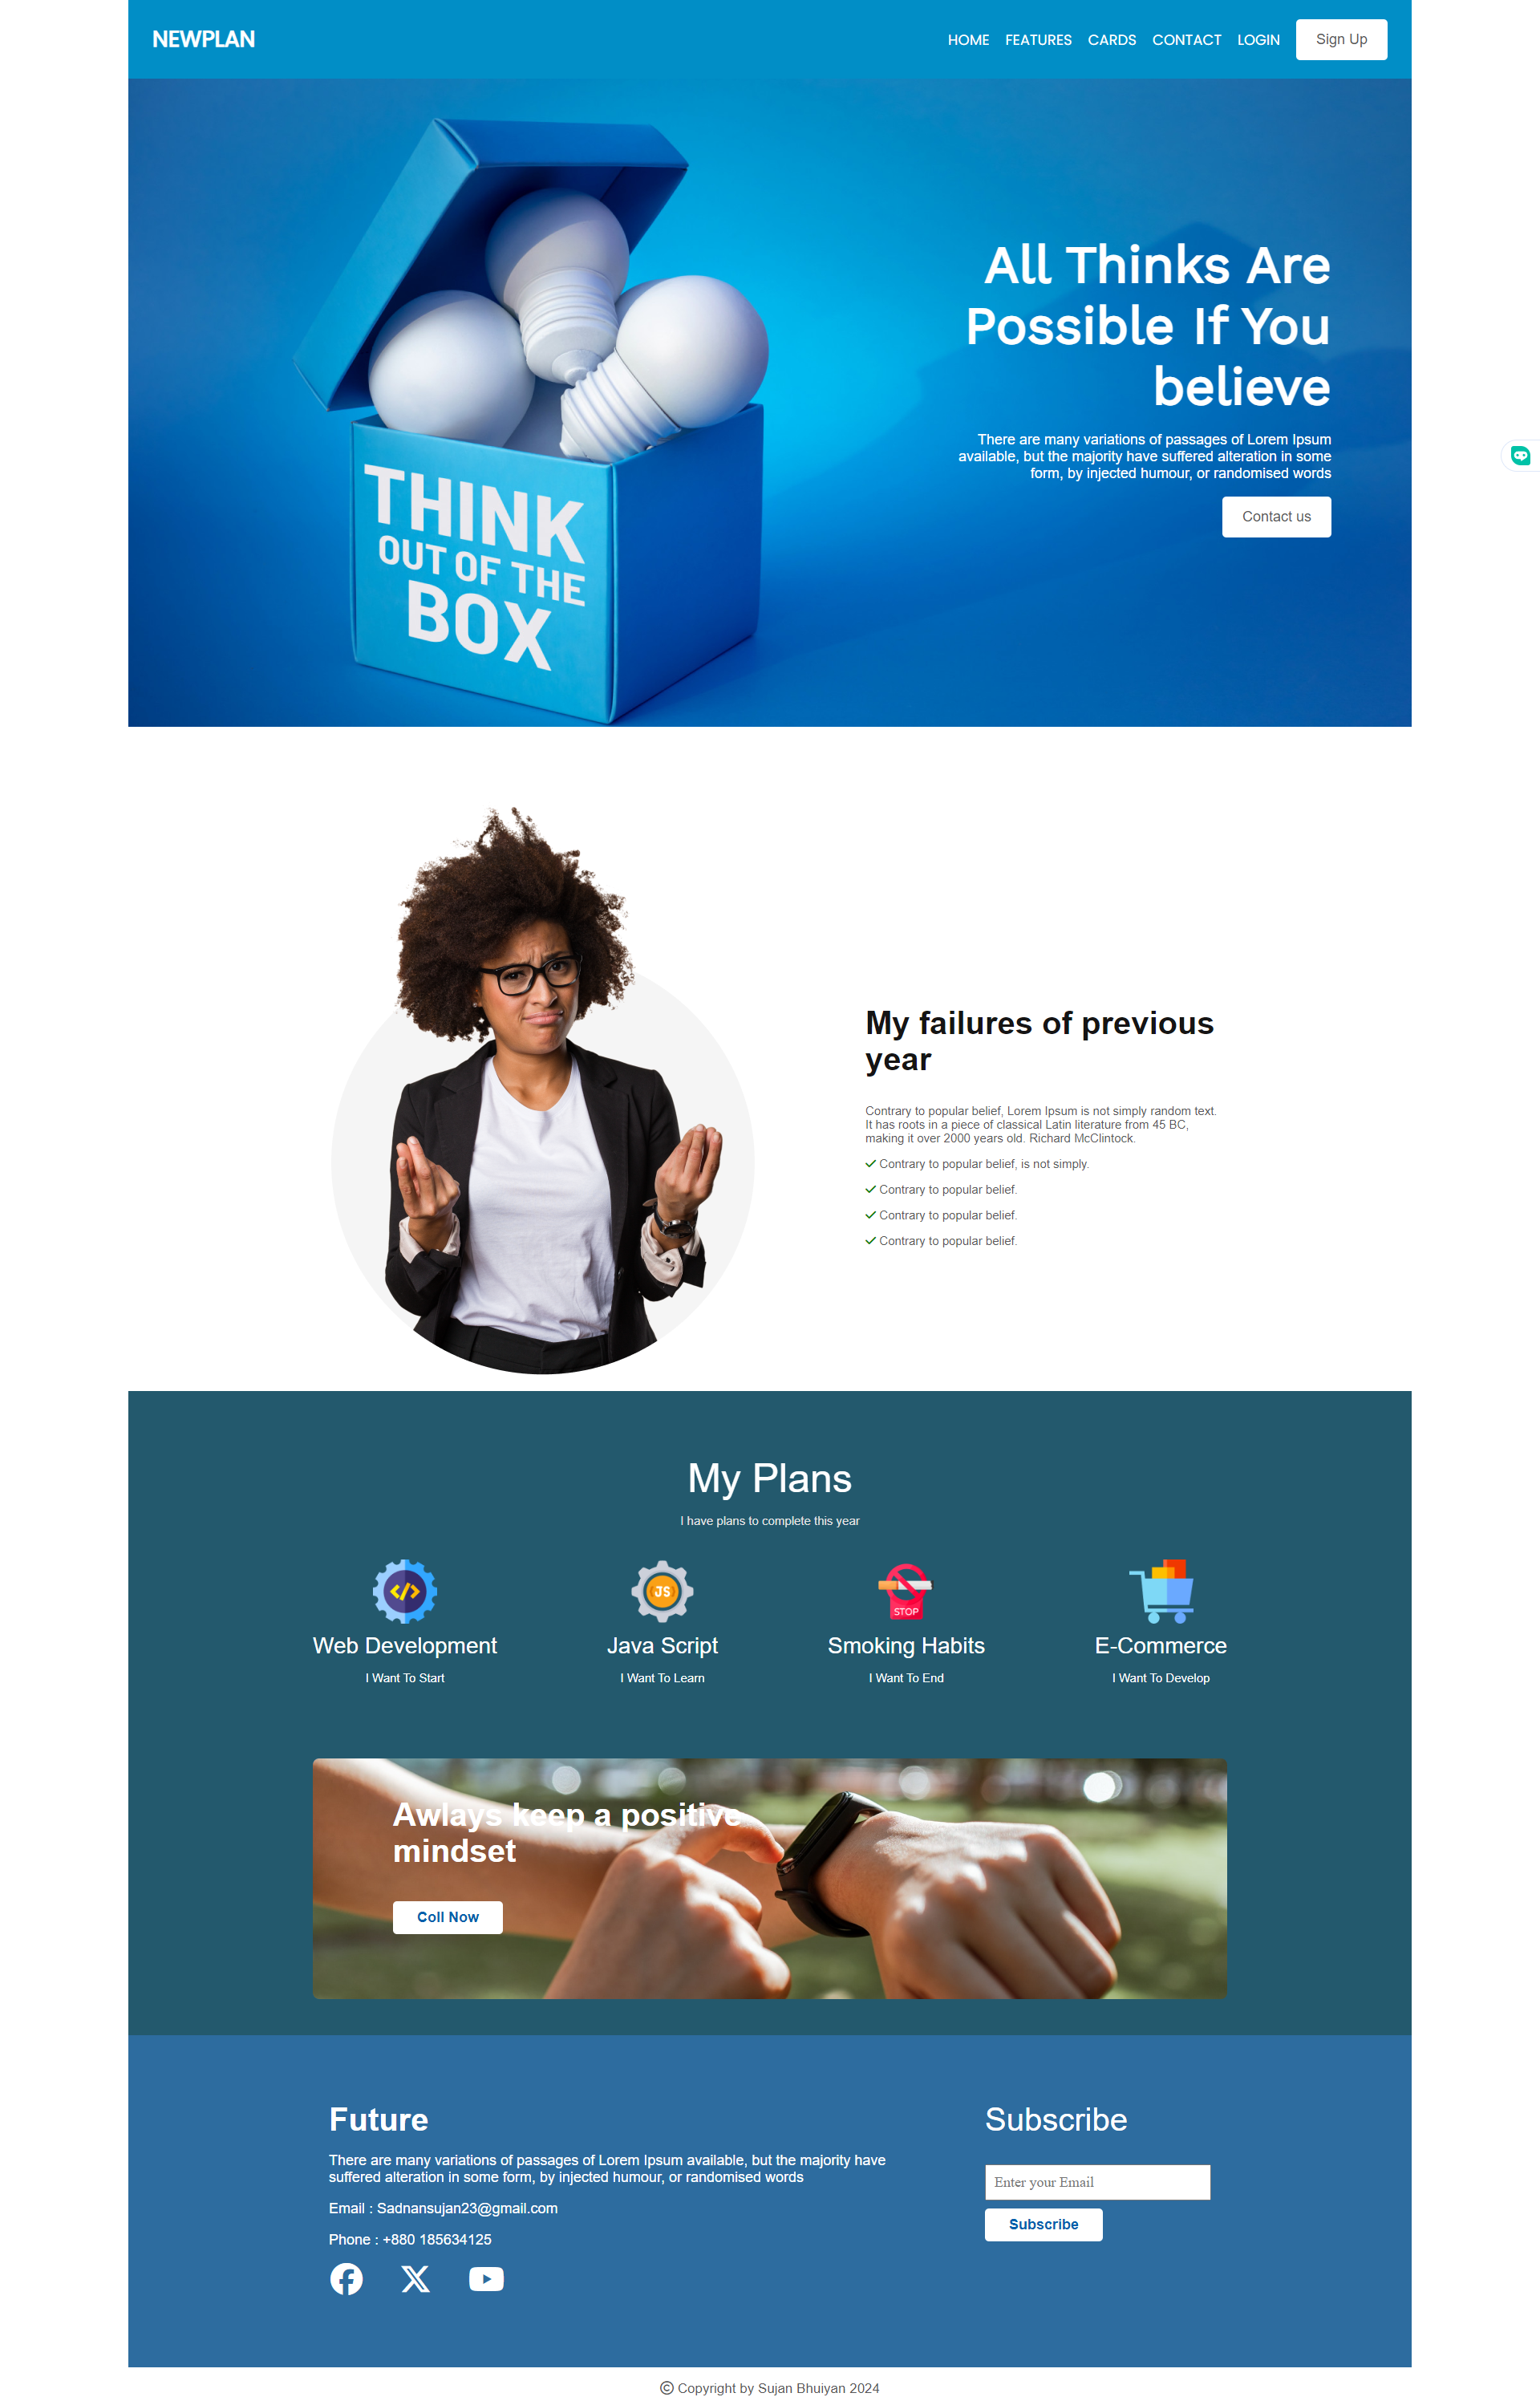 NEWPLAN
HOME FEATURES CARDS CONTACT LOGIN Sign Up
All Thinks Are
Possible If You
believe
There are many variations of passages of Lorem Ipsum
available, but the majority have suffered alteration in some
form, by injected humour, or randomised words
Contact us
THINK
OUT OF THE
BOX
My failures of previous
year
Contrary to popular belief, Lorem Ipsum is not simply random text.
It has roots in a piece of classical Latin literature from 45 BC,
making it over 2000 years old. Richard McClintock.
Contrary to popular belief, is not simply.
Contrary to popular belief.
Contrary to popular belief.
Contrary to popular belief.
My Plans
I have plans to complete this year
JS
STOP
Web Development Java Script Smoking Habits E-Commerce
I Want To Start I Want To Learn I Want To End I Want To Develop
Awlays keep a positive
mindset
Coll Now
Future
There are many variations of passages of Lorem Ipsum available, but the majority have
suffered alteration in some form, by injected humour, or randomised words
Email : Sadnansujan23@gmail.com
Phone : +880 185634125
Subscribe
Enter your Email
Subscribe
© Copyright by Sujan Bhuiyan 2024